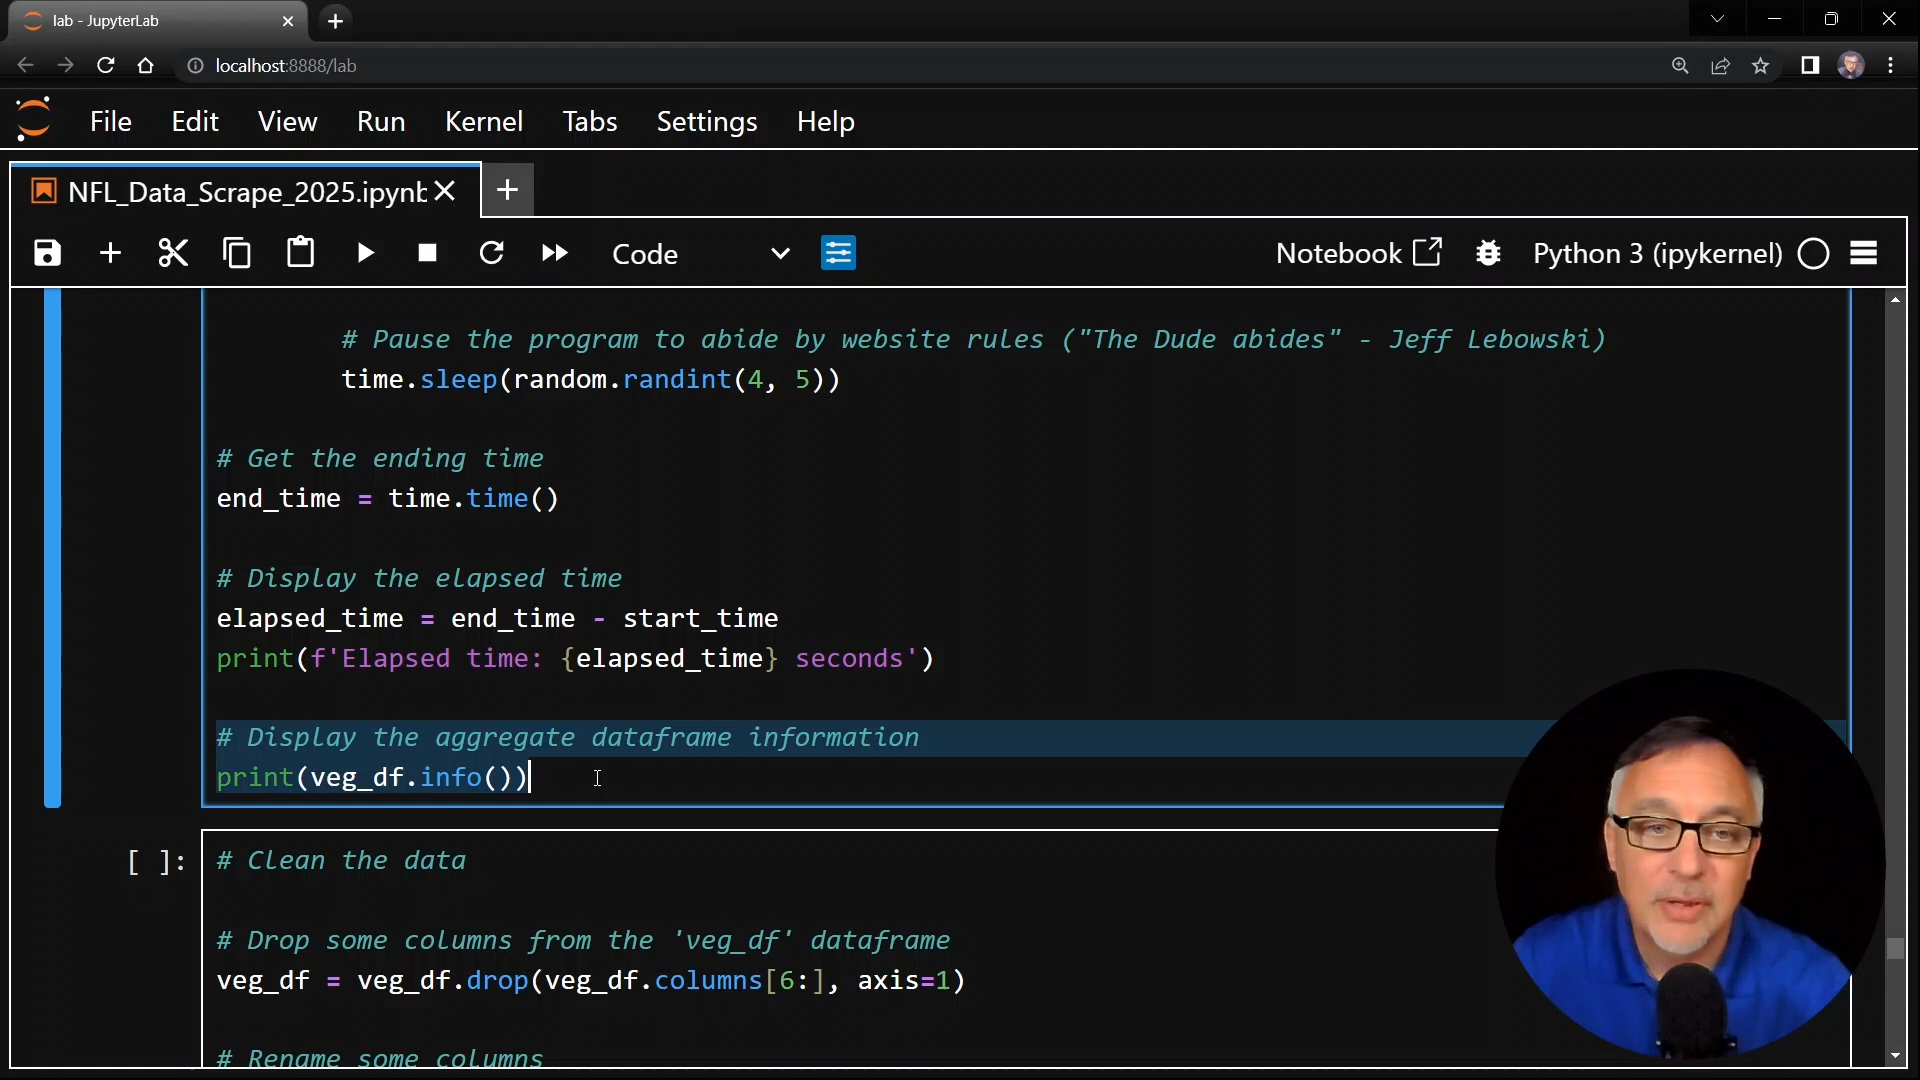 lab - JupyterLab
localhost:8888/lab
File Edit View Run Kernel Tabs Settings Help
NFL_Data_Scrape_2025.ipynb
Code Notebook Python 3 (ipykernel)
# Pause the program to abide by website rules ("The Dude abides" - Jeff Lebowski)
time.sleep(random.randint(4, 5))
# Get the ending time
end_time = time.time()
# Display the elapsed time
elapsed_time = end_time - start_time
print(f'Elapsed time: {elapsed_time} seconds')
# Display the aggregate dataframe information
print(veg_df.info())
[ ]: # Clean the data
# Drop some columns from the 'veg_df' dataframe
veg_df = veg_df.drop(veg_df.columns[6:], axis=1)
# Rename some columns